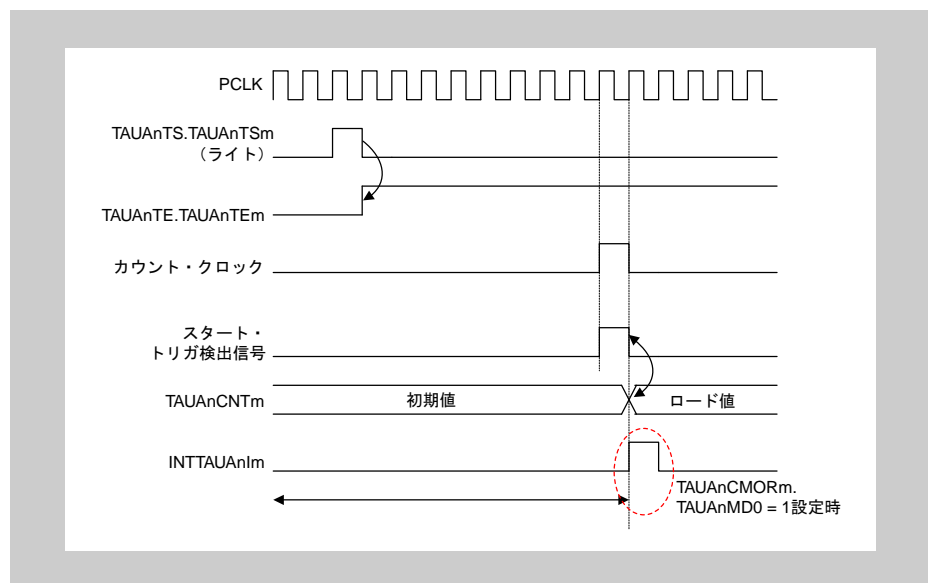 PCLK
TAUAnTS.TAUAnTSm
（ライト）
TAUAnTE.TAUAnTEm
カウント・クロック
スタート・
トリガ検出信号
TAUAnCNTm
初期値
ロード値
INTTAUAnIm
TAUAnCMORm.
TAUAnMD0 = 1設定時